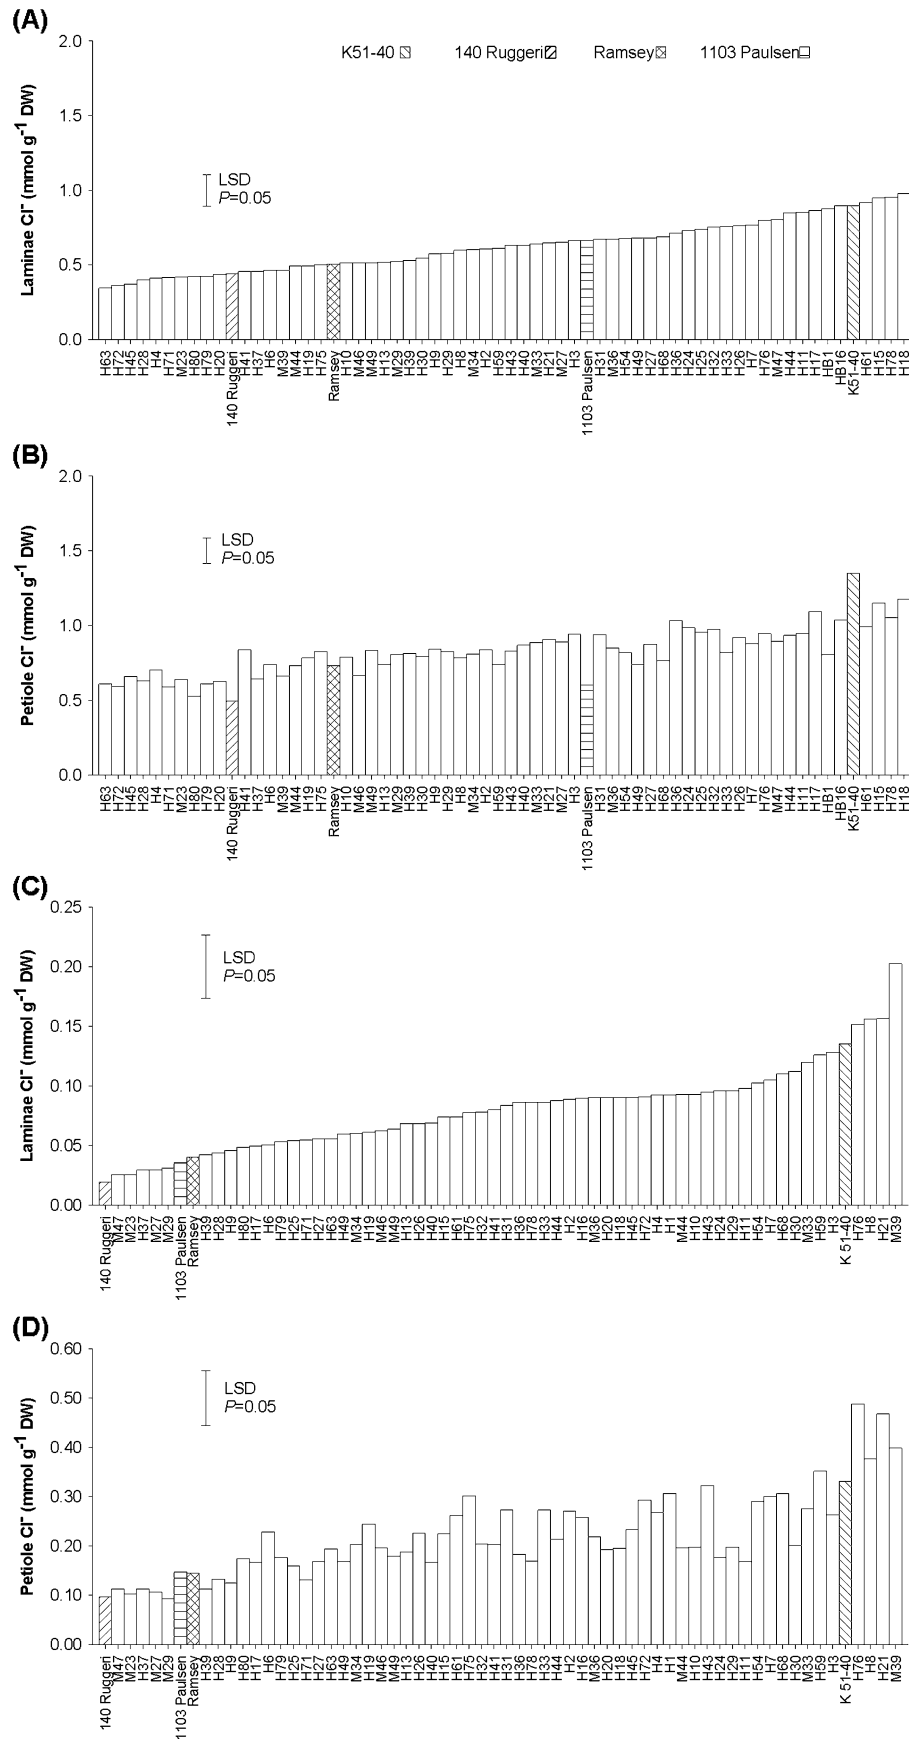 (A)
K51-40 140 Ruggeri Ramsey 1103 Paulsen
2.0
1.5
1.0
0.5
0.0
Laminae Cl⁻ (mmol g⁻¹ DW)
LSD
P=0.05
H63 H72 H45 H28 H4 H71 M23 H80 H79 H20 140 Ruggeri H41 H37 H6 M39 M44 H19 H75 Ramsey H10 M46 M49 H13 M29 H39 H30 H9 H29 H8 M34 H2 H59 H43 H40 M33 H21 M27 H3 1103 Paulsen H31 M36 H54 H49 H27 H68 H36 H24 H25 H32 H33 H26 H7 H76 M47 H44 H11 H17 HB1 HB16 K51-40 H61 H15 H78 H18
(B)
2.0
1.5
1.0
0.5
0.0
Petiole Cl⁻ (mmol g⁻¹ DW)
LSD
P=0.05
H63 H72 H45 H28 H4 H71 M23 H80 H79 H20 140 Ruggeri H41 H37 H6 M39 M44 H19 H75 Ramsey H10 M46 M49 H13 M29 H39 H30 H9 H29 H8 M34 H2 H59 H43 H40 M33 H21 M27 H3 1103 Paulsen H31 M36 H54 H49 H27 H68 H36 H24 H25 H32 H33 H26 H7 H76 M47 H44 H11 H17 HB1 HB16 K51-40 H61 H15 H78 H18
(C)
0.25
0.20
0.15
0.10
0.05
0.00
Laminae Cl⁻ (mmol g⁻¹ DW)
LSD
P=0.05
140 Ruggeri M47 M23 H37 M27 M29 1103 Paulsen Ramsey H39 H28 H9 H80 H17 H6 H79 H25 H71 H27 H63 H49 M34 H19 M46 M49 H13 H26 H40 H15 H61 H75 H32 H41 H31 H36 H78 H33 H44 H2 H16 M36 H20 H18 H45 H72 H4 H1 M44 H10 H43 H24 H29 H11 H54 H7 H68 H30 M33 H59 H3 K 51-40 H76 H8 H21 M39
(D)
0.60
0.50
0.40
0.30
0.20
0.10
0.00
Petiole Cl⁻ (mmol g⁻¹ DW)
LSD
P=0.05
140 Ruggeri M47 M23 H37 M27 M29 1103 Paulsen Ramsey H39 H28 H9 H80 H17 H6 H79 H25 H71 H27 H63 H49 M34 H19 M46 M49 H13 H26 H40 H15 H61 H75 H32 H41 H31 H36 H78 H33 H44 H2 H16 M36 H20 H18 H45 H72 H4 H1 M44 H10 H43 H24 H29 H11 H54 H7 H68 H30 M33 H59 H3 K 51-40 H76 H8 H21 M39